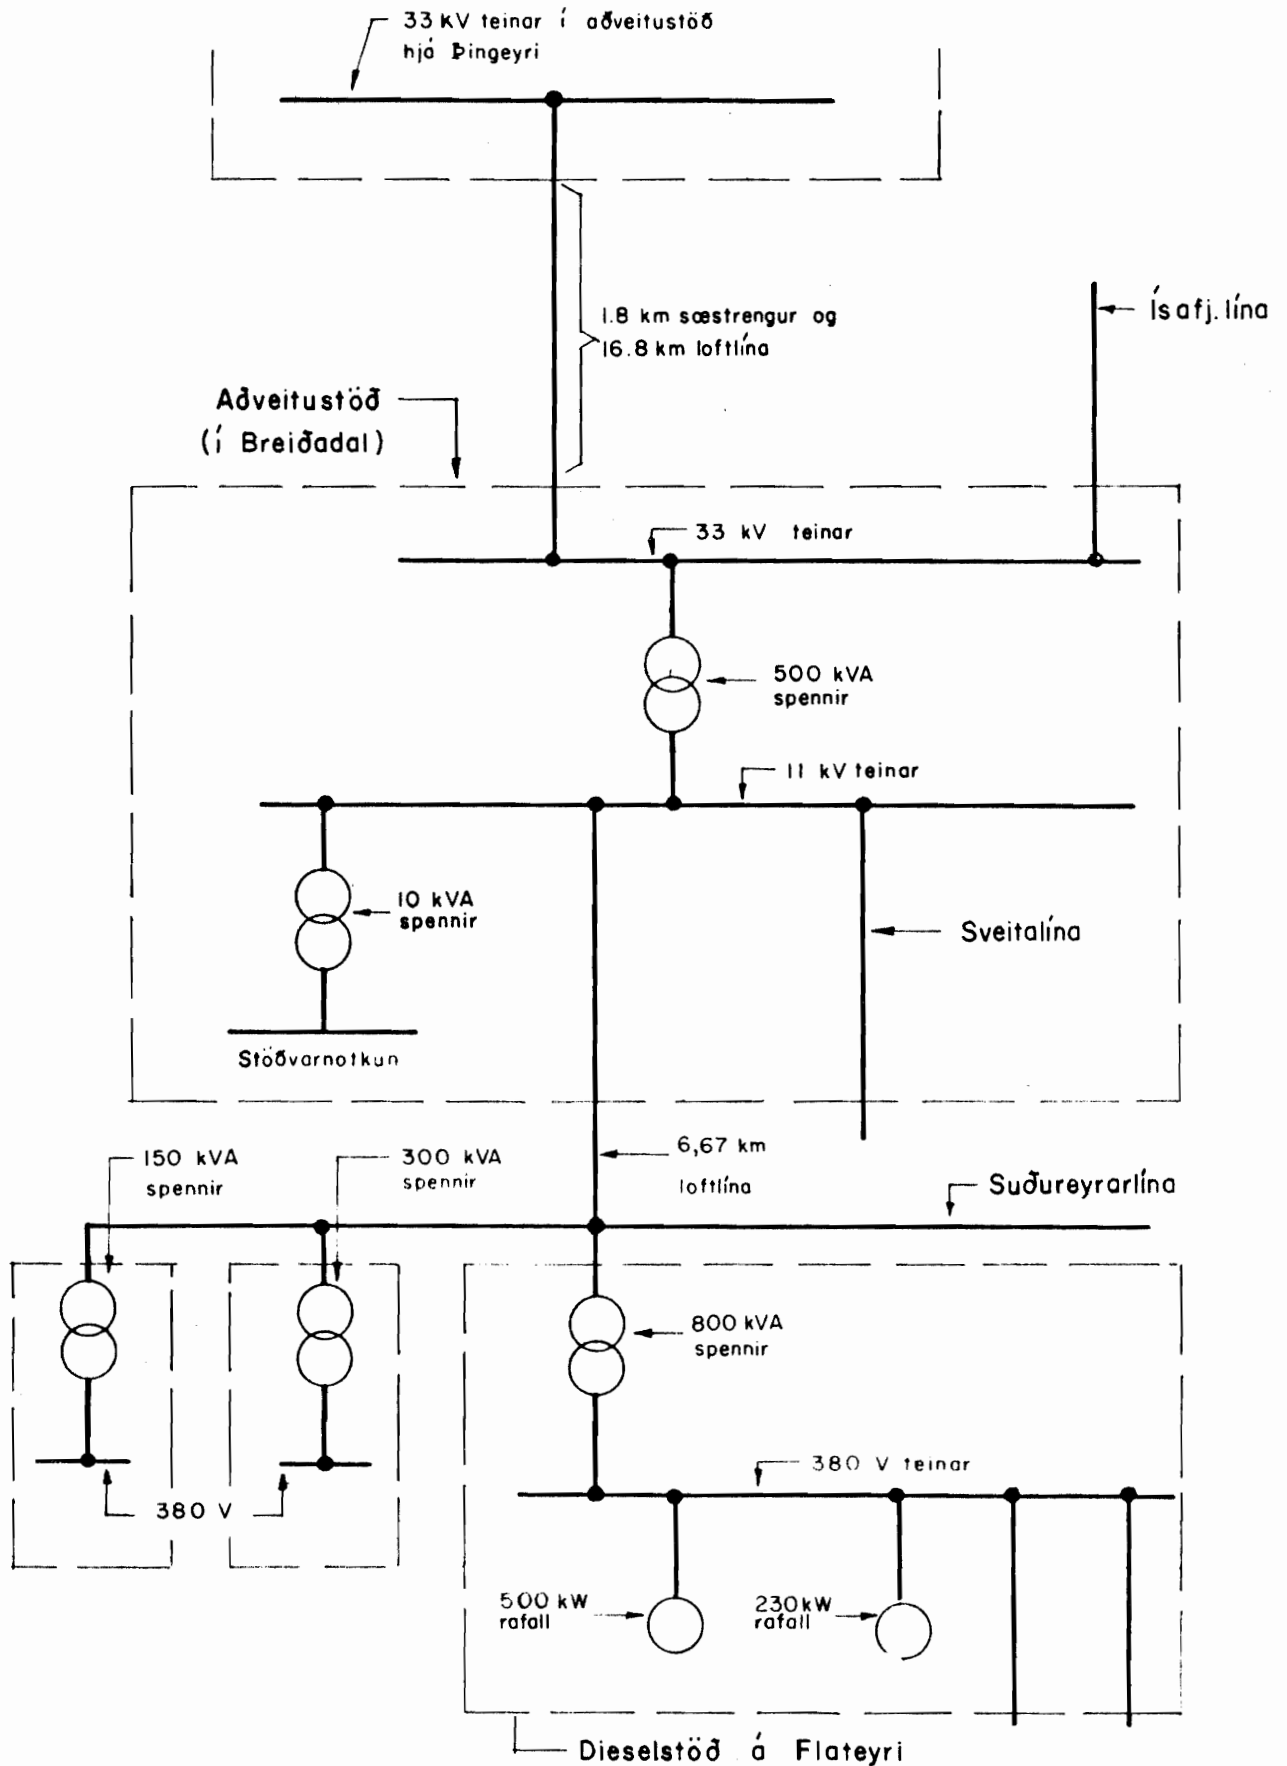 33 KV teinar í aðveitustöð
hjá Þingeyri
1.8 km sæstrengur og
16.8 km loftlína
Ísafj. lína
Aðveitustöð
(í Breiðadal)
33 kV teinar
500 kVA
spennir
11 kV teinar
10 kVA
spennir
Sveitalína
Stöðvarnotkun
6,67 km
loftlína
150 kVA
spennir
300 kVA
spennir
Suðureyrarlína
800 kVA
spennir
380 V teinar
380 V
500 kW
rafall
230 kW
rafall
Dieselstöð á Flateyri